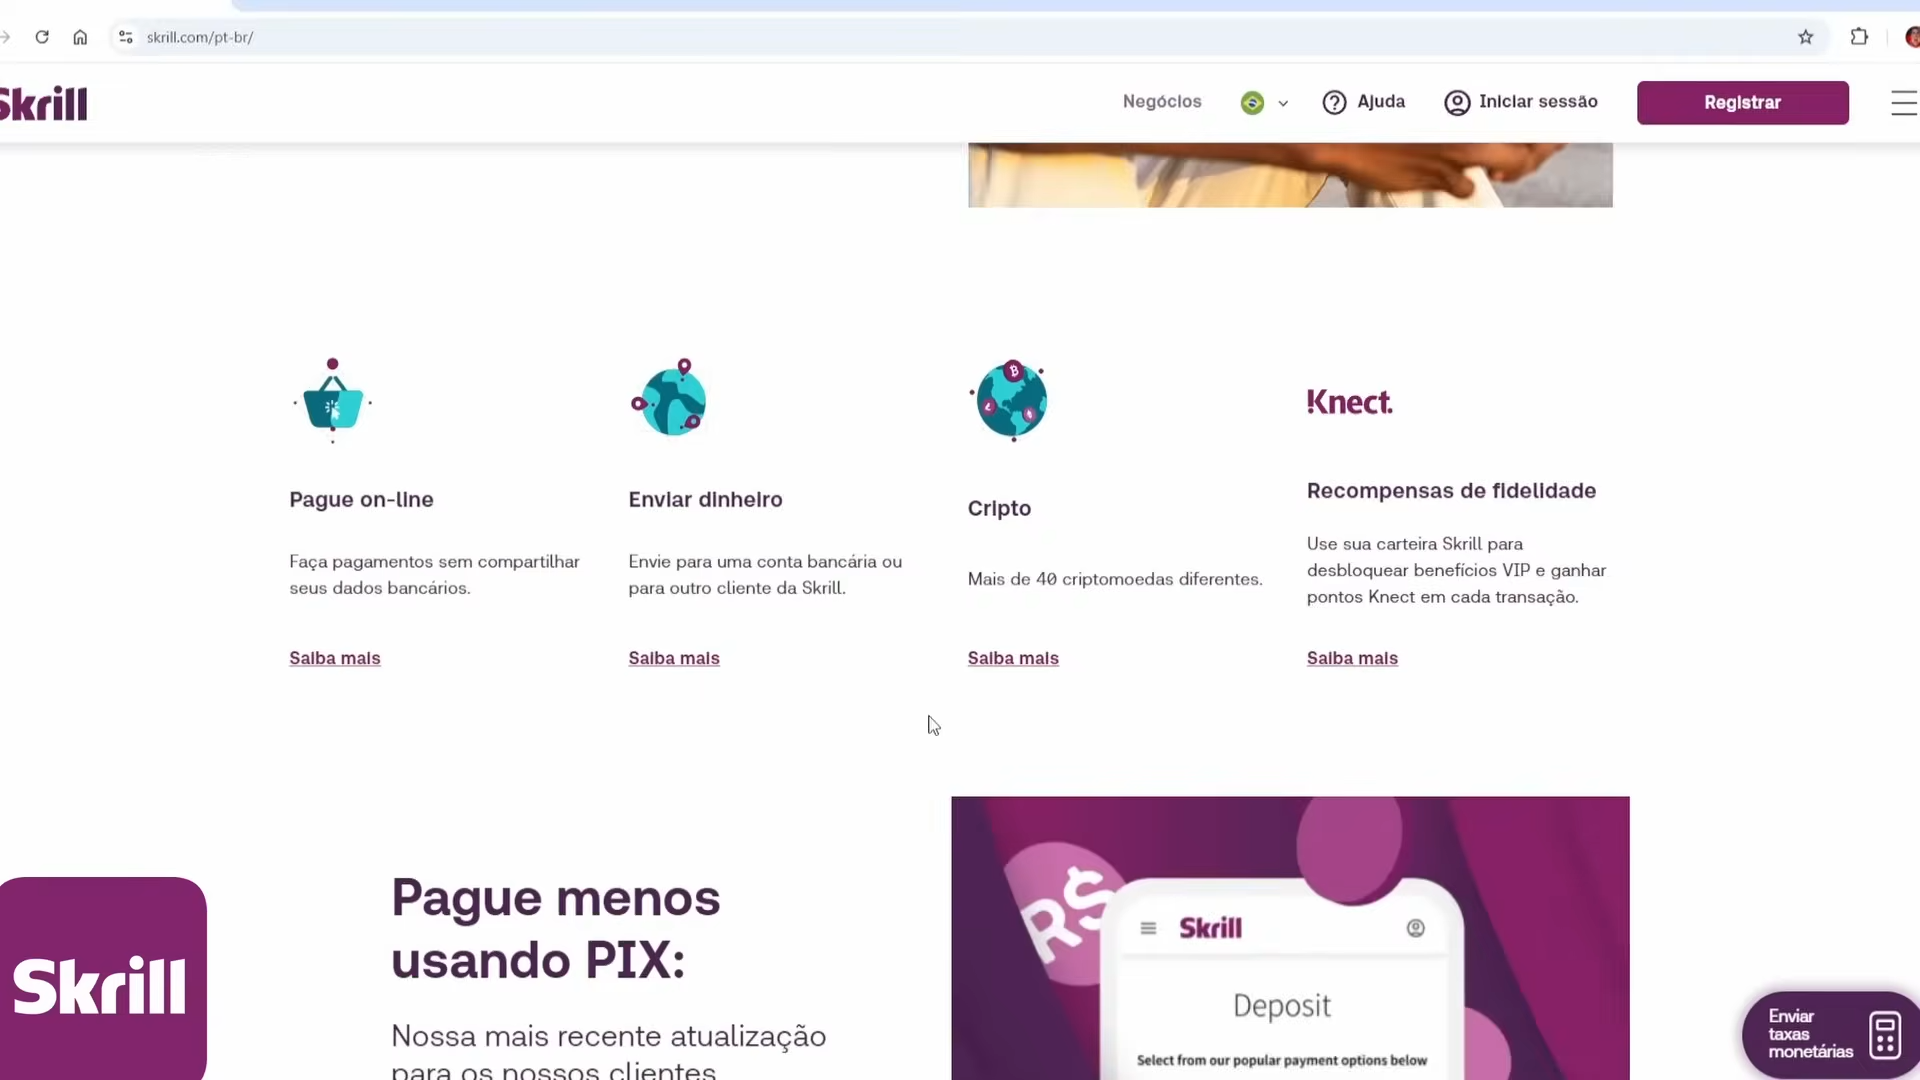 skrill.com/pt-br/
Skrill
Negócios
Ajuda
Iniciar sessão
Registrar
Knect.
Pague on-line
Enviar dinheiro
Cripto
Recompensas de fidelidade
Faça pagamentos sem compartilhar
seus dados bancários.
Envie para uma conta bancária ou
para outro cliente da Skrill.
Mais de 40 criptomoedas diferentes.
Use sua carteira Skrill para
desbloquear benefícios VIP e ganhar
pontos Knect em cada transação.
Saiba mais
Saiba mais
Saiba mais
Saiba mais
Pague menos
usando PIX:
Nossa mais recente atualização
para os nossos clientes
R$
Skrill
Deposit
Select from our popular payment options below
Skrill
Enviar
taxas
monetárias